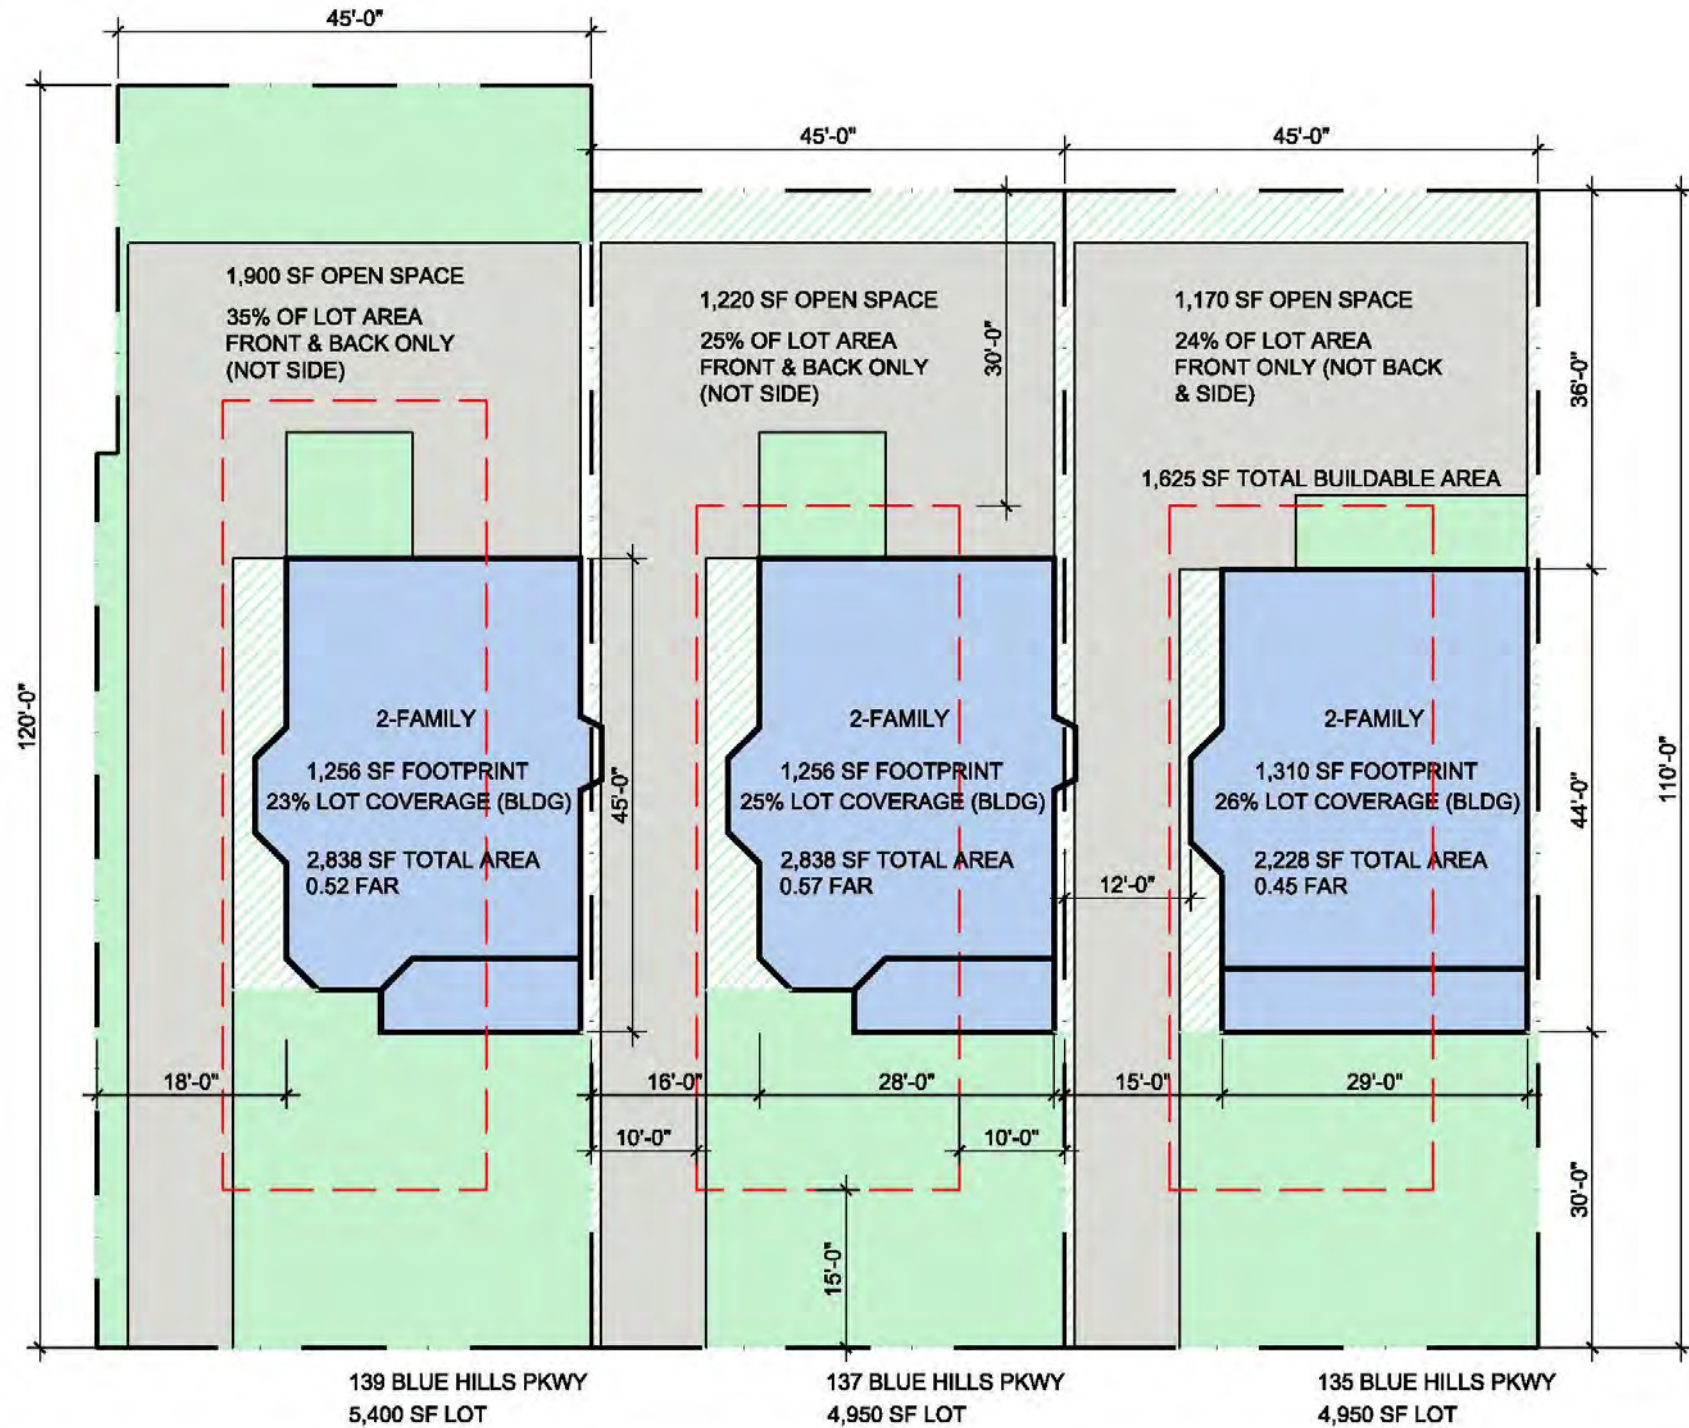 45'-0"
45'-0"
45'-0"
1,900 SF OPEN SPACE
35% OF LOT AREA
FRONT & BACK ONLY
(NOT SIDE)
1,220 SF OPEN SPACE
25% OF LOT AREA
FRONT & BACK ONLY
(NOT SIDE)
30'-0"
1,170 SF OPEN SPACE
24% OF LOT AREA
FRONT ONLY (NOT BACK
& SIDE)
36'-0"
1,625 SF TOTAL BUILDABLE AREA
120'-0"
2-FAMILY
1,256 SF FOOTPRINT
23% LOT COVERAGE (BLDG)
2,838 SF TOTAL AREA
0.52 FAR
45'-0"
2-FAMILY
1,256 SF FOOTPRINT
25% LOT COVERAGE (BLDG)
2,838 SF TOTAL AREA
0.57 FAR
12'-0"
2-FAMILY
1,310 SF FOOTPRINT
26% LOT COVERAGE (BLDG)
2,228 SF TOTAL AREA
0.45 FAR
44'-0"
110'-0"
18'-0"
16'-0"
28'-0"
15'-0"
29'-0"
10'-0"
10'-0"
15'-0"
30'-0"
139 BLUE HILLS PKWY
5,400 SF LOT
137 BLUE HILLS PKWY
4,950 SF LOT
135 BLUE HILLS PKWY
4,950 SF LOT